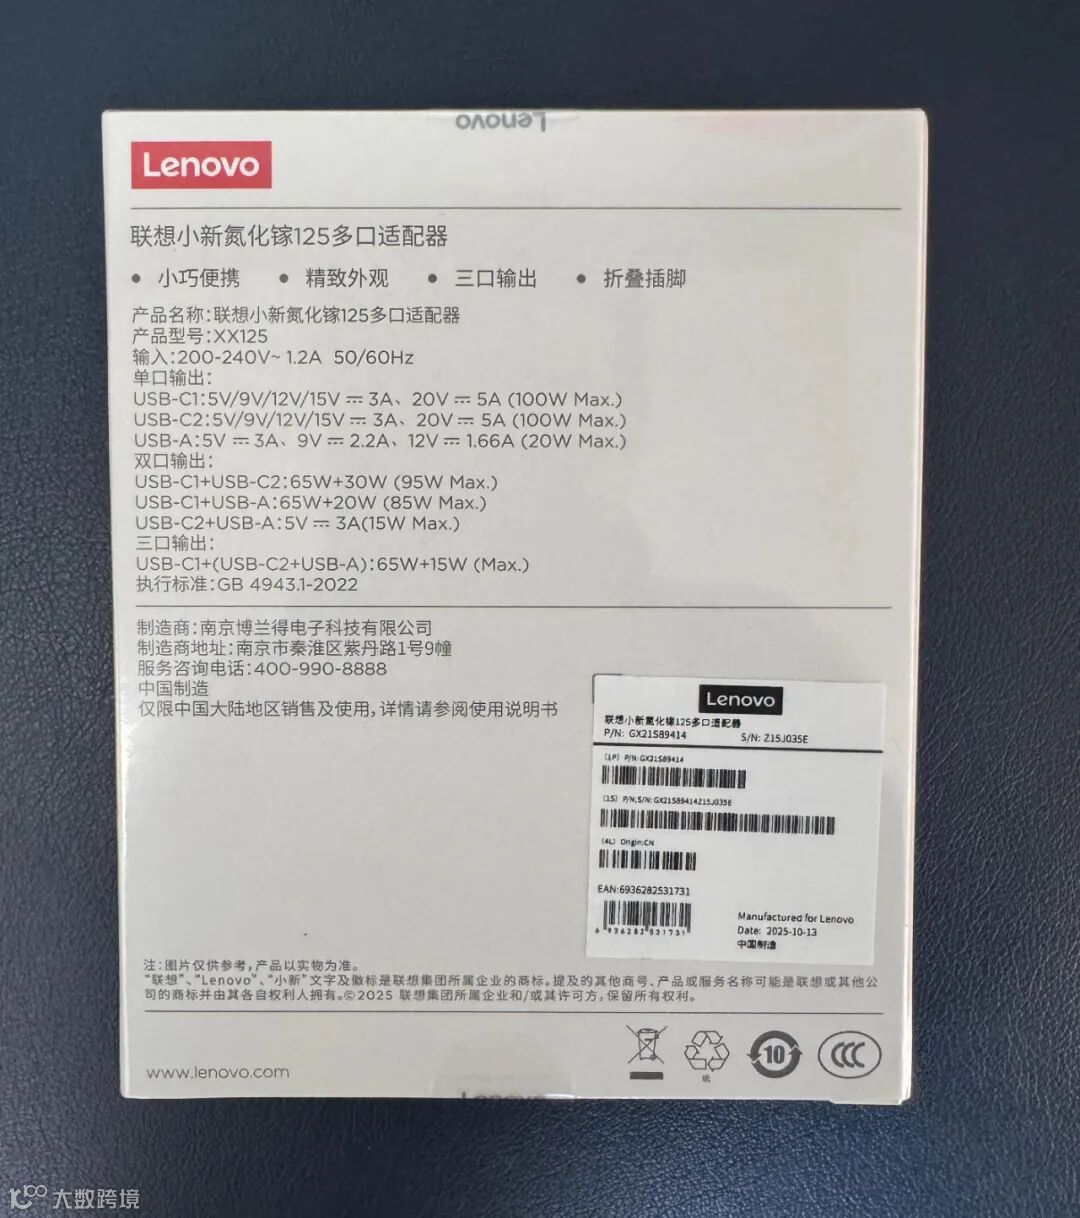 Lenovo
Lenovo
联想小新氮化镓125多口适配器
• 小巧便携 • 精致外观 • 三口输出 • 折叠插脚
产品名称:联想小新氮化镓125多口适配器
产品型号:XX125
输入:200-240V~ 1.2A 50/60Hz
单口输出:
USB-C1:5V/9V/12V/15V ⎓ 3A、20V ⎓ 5A (100W Max.)
USB-C2:5V/9V/12V/15V ⎓ 3A、20V ⎓ 5A (100W Max.)
USB-A:5V ⎓ 3A、9V ⎓ 2.2A、12V ⎓ 1.66A (20W Max.)
双口输出:
USB-C1+USB-C2:65W+30W (95W Max.)
USB-C1+USB-A:65W+20W (85W Max.)
USB-C2+USB-A:5V ⎓ 3A(15W Max.)
三口输出:
USB-C1+(USB-C2+USB-A):65W+15W (Max.)
执行标准:GB 4943.1-2022
制造商:南京博兰得电子科技有限公司
制造商地址:南京市秦淮区紫丹路1号9幢
服务咨询电话:400-990-8888
中国制造
仅限中国大陆地区销售及使用,详情请参阅使用说明书
Lenovo
联想小新氮化镓125多口适配器
P/N: GX21S89414 S/N: Z15J035E
(1P) P/N:GX21S89414
(1S) P/N,S/N:GX21S89414Z15J035E
(4L) Origin:CN
EAN:6936282531731
6 936282 531731
Manufactured for Lenovo
Date: 2025-10-13
中国制造
注:图片仅供参考,产品以实物为准。
“联想”、“Lenovo”、“小新”文字及徽标是联想集团所属企业的商标。提及的其他商号、产品或服务名称可能是联想或其他公
司的商标并由其各自权利人拥有。©2025 联想集团所属企业和/或其许可方,保留所有权利。
www.lenovo.com
纸
10
CCC
Lenovo
大数跨境